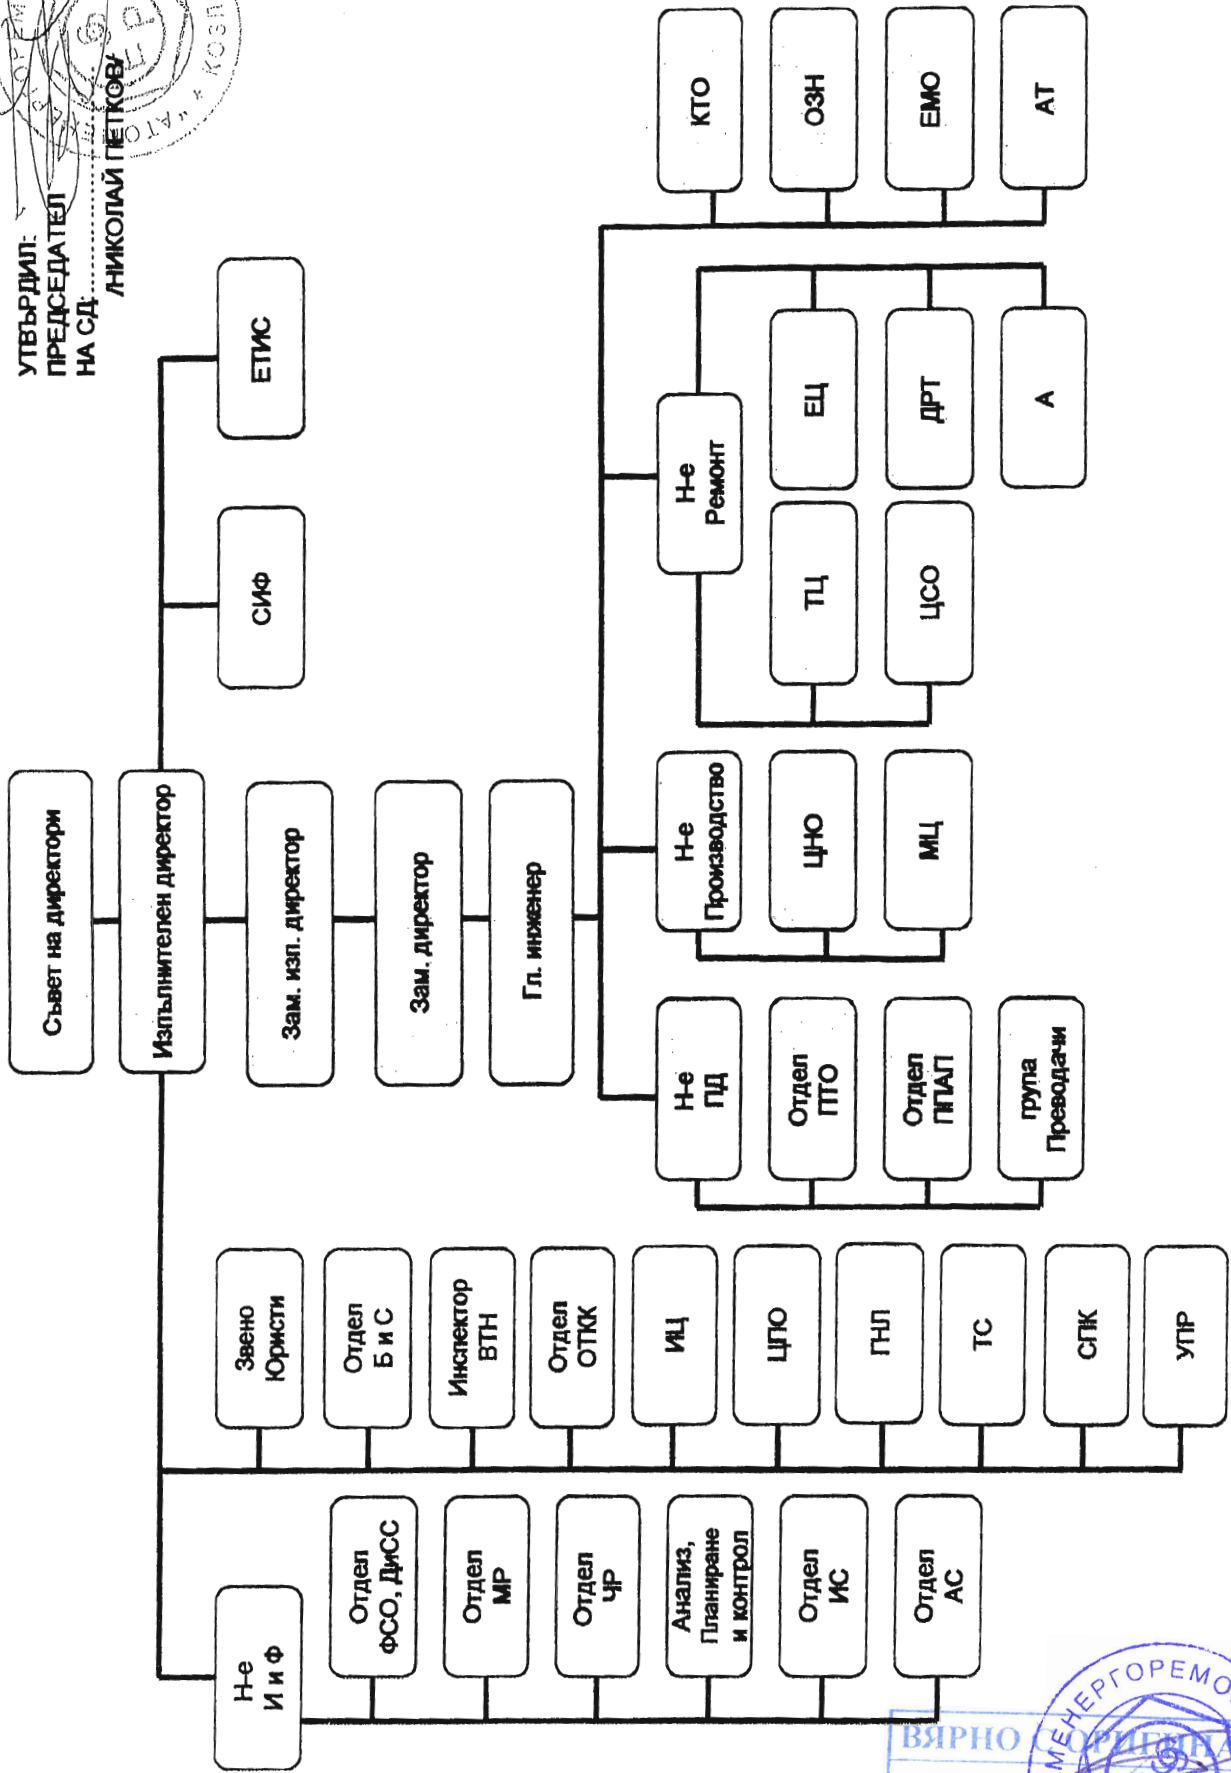 УТВЪРДИЛ:
ПРЕДСЕДАТЕЛ
НА СД:
/НИКОЛАЙ ПЕТКОВ/
Съвет на директори
Изпълнителен директор
СИФ
ЕТИС
Зам. изп. директор
Зам. директор
Гл. инженер
Н-е
И и Ф
Отдел
ФСО, ДиСС
Отдел
МР
Отдел
ЧР
Анализ,
Планиране
и контрол
Отдел
ИС
Отдел
АС
Звено
Юристи
Отдел
Б и С
Инспектор
ВТН
Отдел
ОТКК
ИЦ
ЦПО
ГНЛ
ТС
СПК
УПР
Н-е
ПД
Отдел
ПТО
Отдел
ППАП
група
Преводачи
Н-е
Производство
ЦНО
МЦ
Н-е
Ремонт
ТЦ
ЕЦ
ЦСО
ДРТ
А
КТО
ОЗН
ЕМО
АТ
ВЯРНО С ОРИГИНА
МЕНЕРГОРЕМО